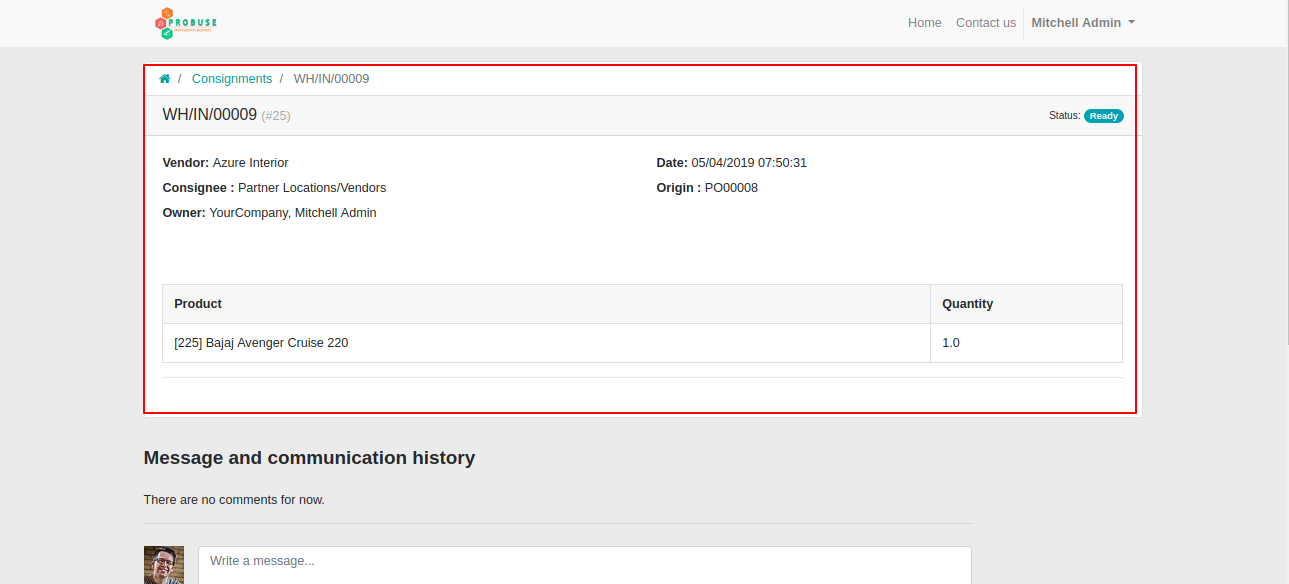 PROBUSE
Home Contact us Mitchell Admin
/ Consignments / WH/IN/00009
WH/IN/00009 (#25) Status: Ready
Vendor: Azure Interior Date: 05/04/2019 07:50:31
Consignee : Partner Locations/Vendors Origin : PO00008
Owner: YourCompany, Mitchell Admin
Product Quantity
[225] Bajaj Avenger Cruise 220 1.0
Message and communication history
There are no comments for now.
Write a message...